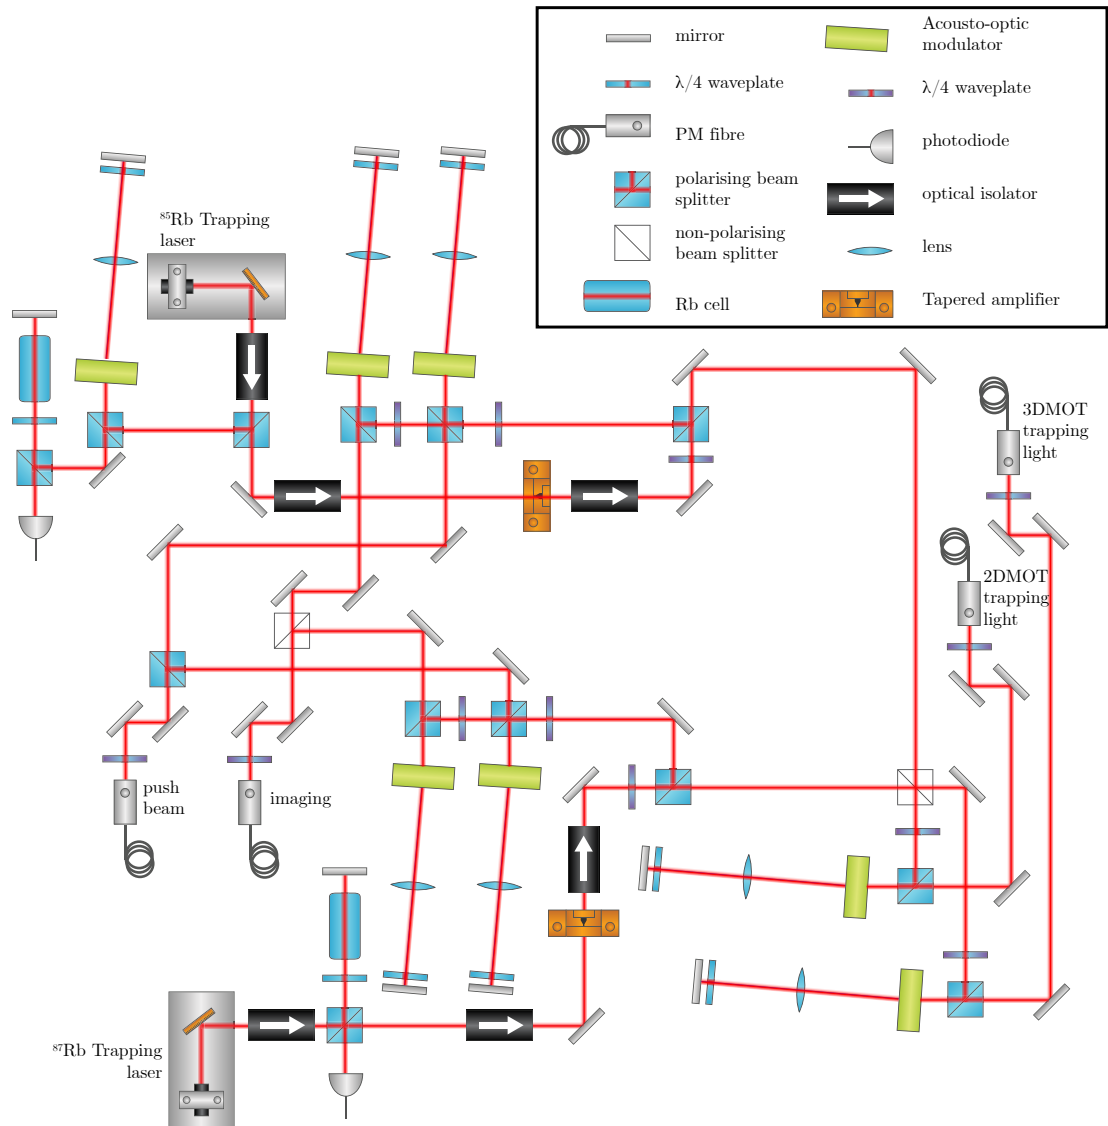 mirror
λ/4 waveplate
PM fibre
polarising beam
splitter
non-polarising
beam splitter
Rb cell
Acousto-optic
modulator
λ/4 waveplate
photodiode
optical isolator
lens
Tapered amplifier
⁸⁵Rb Trapping
laser
3DMOT
trapping
light
2DMOT
trapping
light
push
beam
imaging
⁸⁷Rb Trapping
laser